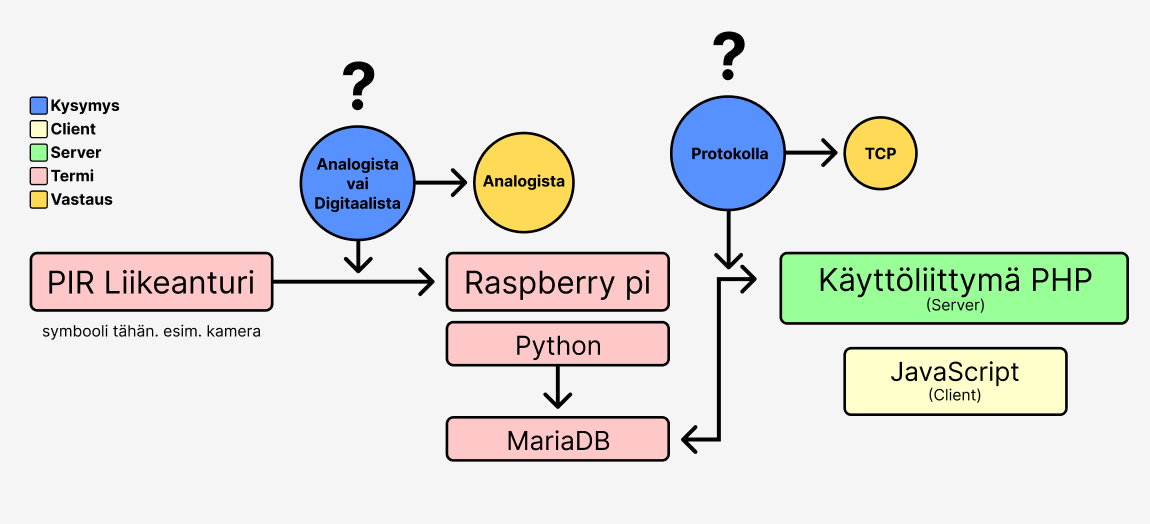 ?
?
Kysymys
Client
Server
Termi
Vastaus
Analogista
vai
Digitaalista
Analogista
Protokolla
TCP
PIR Liikeanturi
symbooli tähän. esim. kamera
Raspberry pi
Python
MariaDB
Käyttöliittymä PHP
(Server)
JavaScript
(Client)